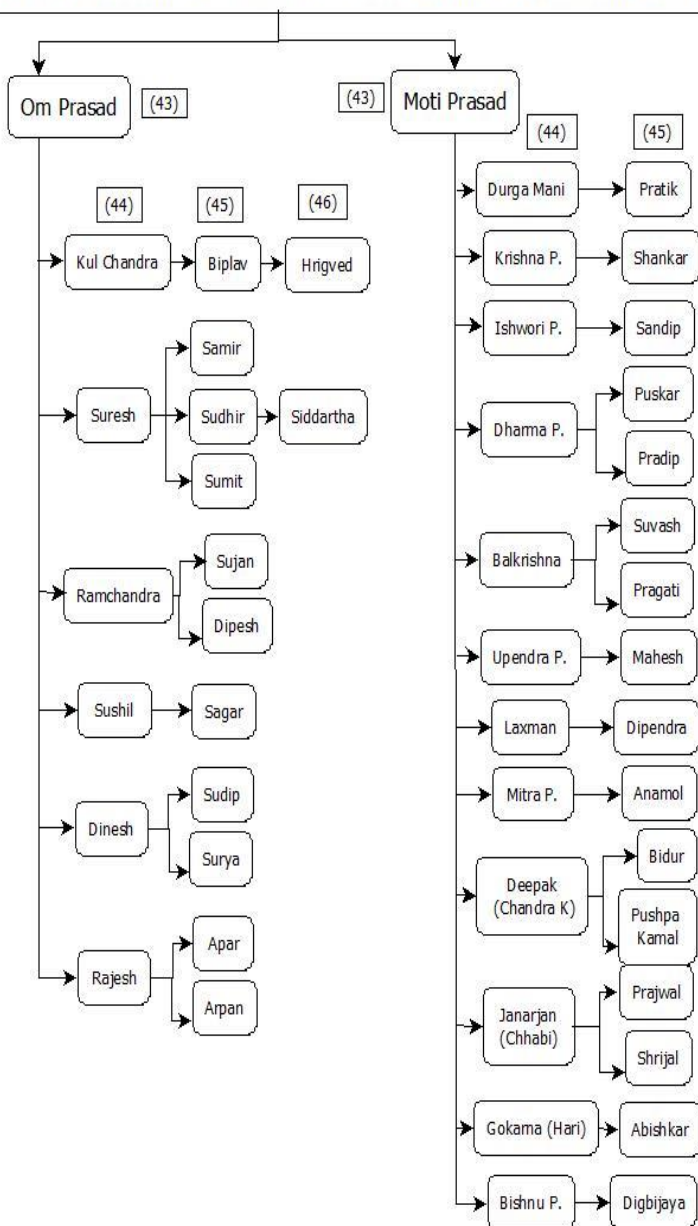 Om Prasad
(43)
(44)
(45)
(46)
Kul Chandra
Biplav
Hrigved
Suresh
Samir
Sudhir
Siddartha
Sumit
Ramchandra
Sujan
Dipesh
Sushil
Sagar
Dinesh
Sudip
Surya
Rajesh
Apar
Arpan
(43)
Moti Prasad
(44)
(45)
Durga Mani
Pratik
Krishna P.
Shankar
Ishwori P.
Sandip
Dharma P.
Puskar
Pradip
Balkrishna
Suvash
Pragati
Upendra P.
Mahesh
Laxman
Dipendra
Mitra P.
Anamol
Deepak
(Chandra K)
Bidur
Pushpa
Kamal
Janarjan
(Chhabi)
Prajwal
Shrijal
Gokarna (Hari)
Abishkar
Bishnu P.
Digbijaya